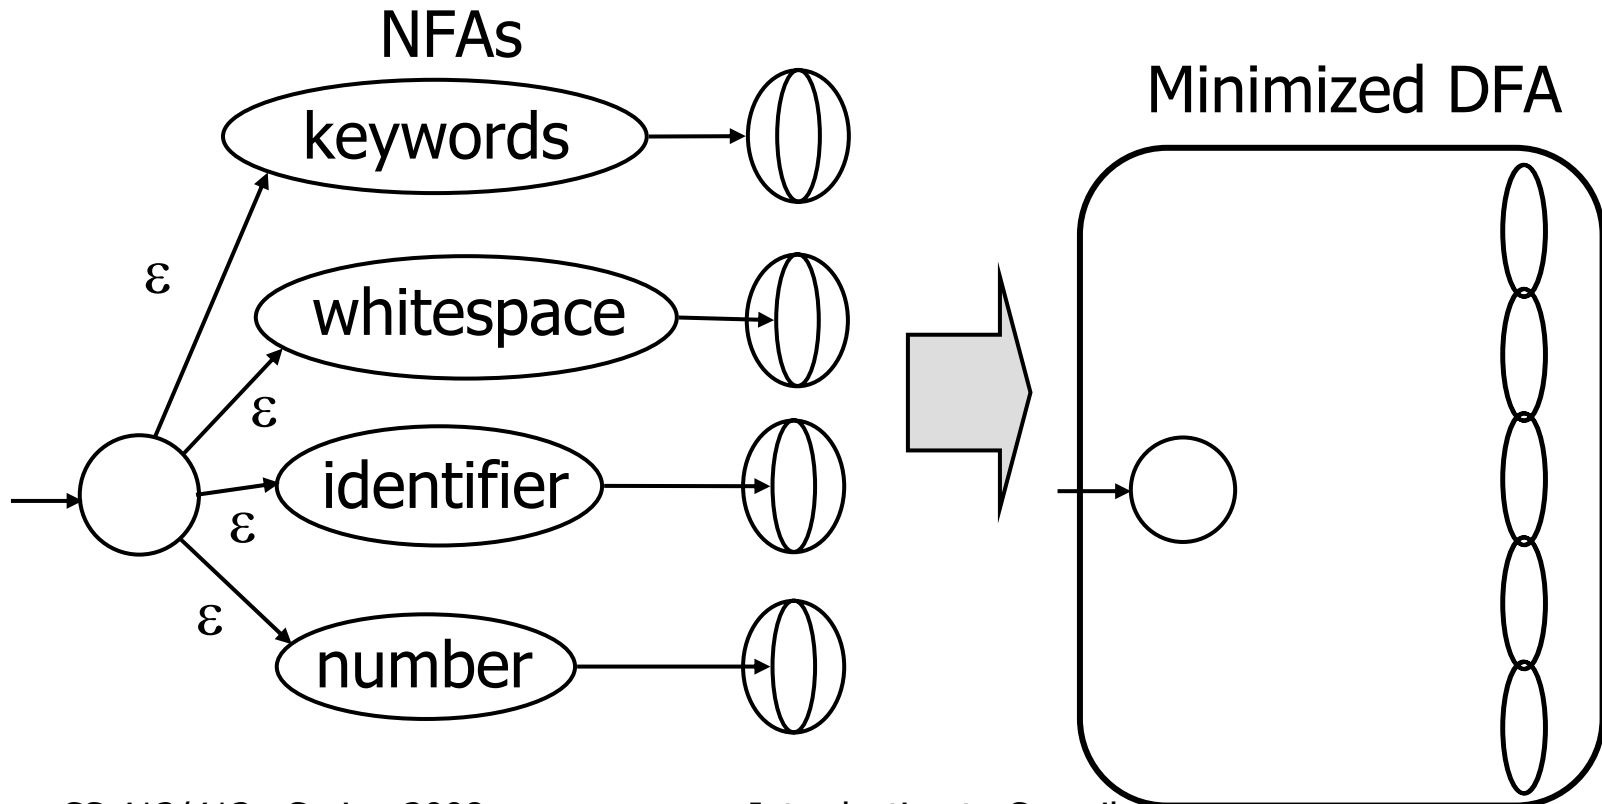 NFAs
Minimized DFA
keywords
ε
whitespace
ε
identifier
ε
number
ε